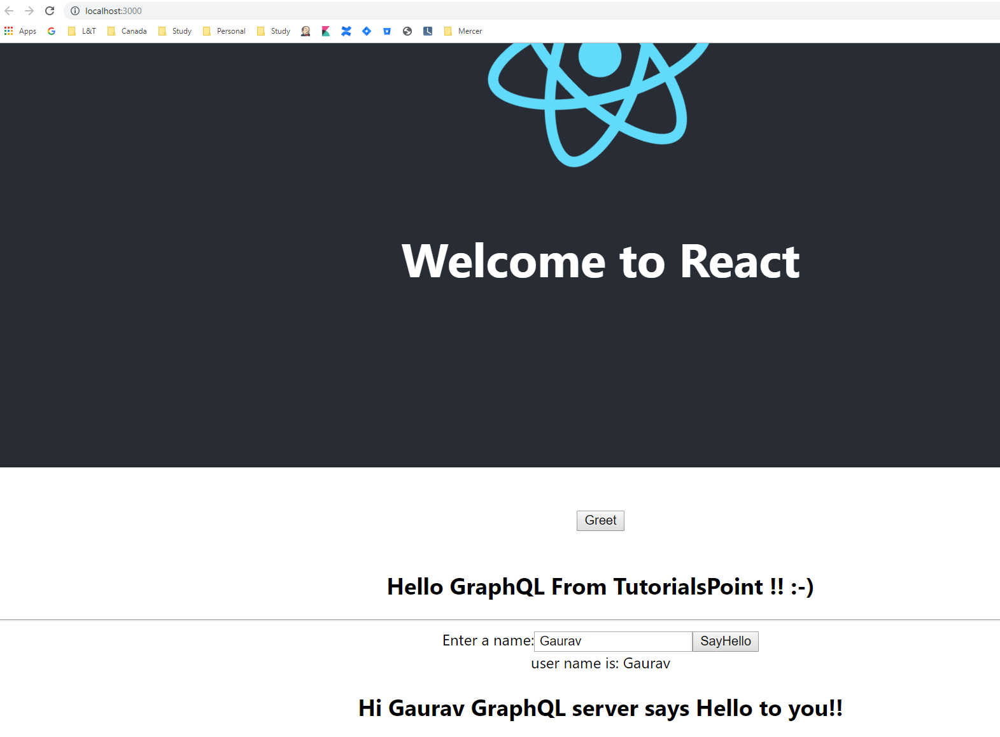 localhost:3000
Apps L&T Canada Study Personal Study Mercer
Welcome to React
Greet
Hello GraphQL From TutorialsPoint !! :-)
Enter a name: Gaurav SayHello
user name is: Gaurav
Hi Gaurav GraphQL server says Hello to you!!